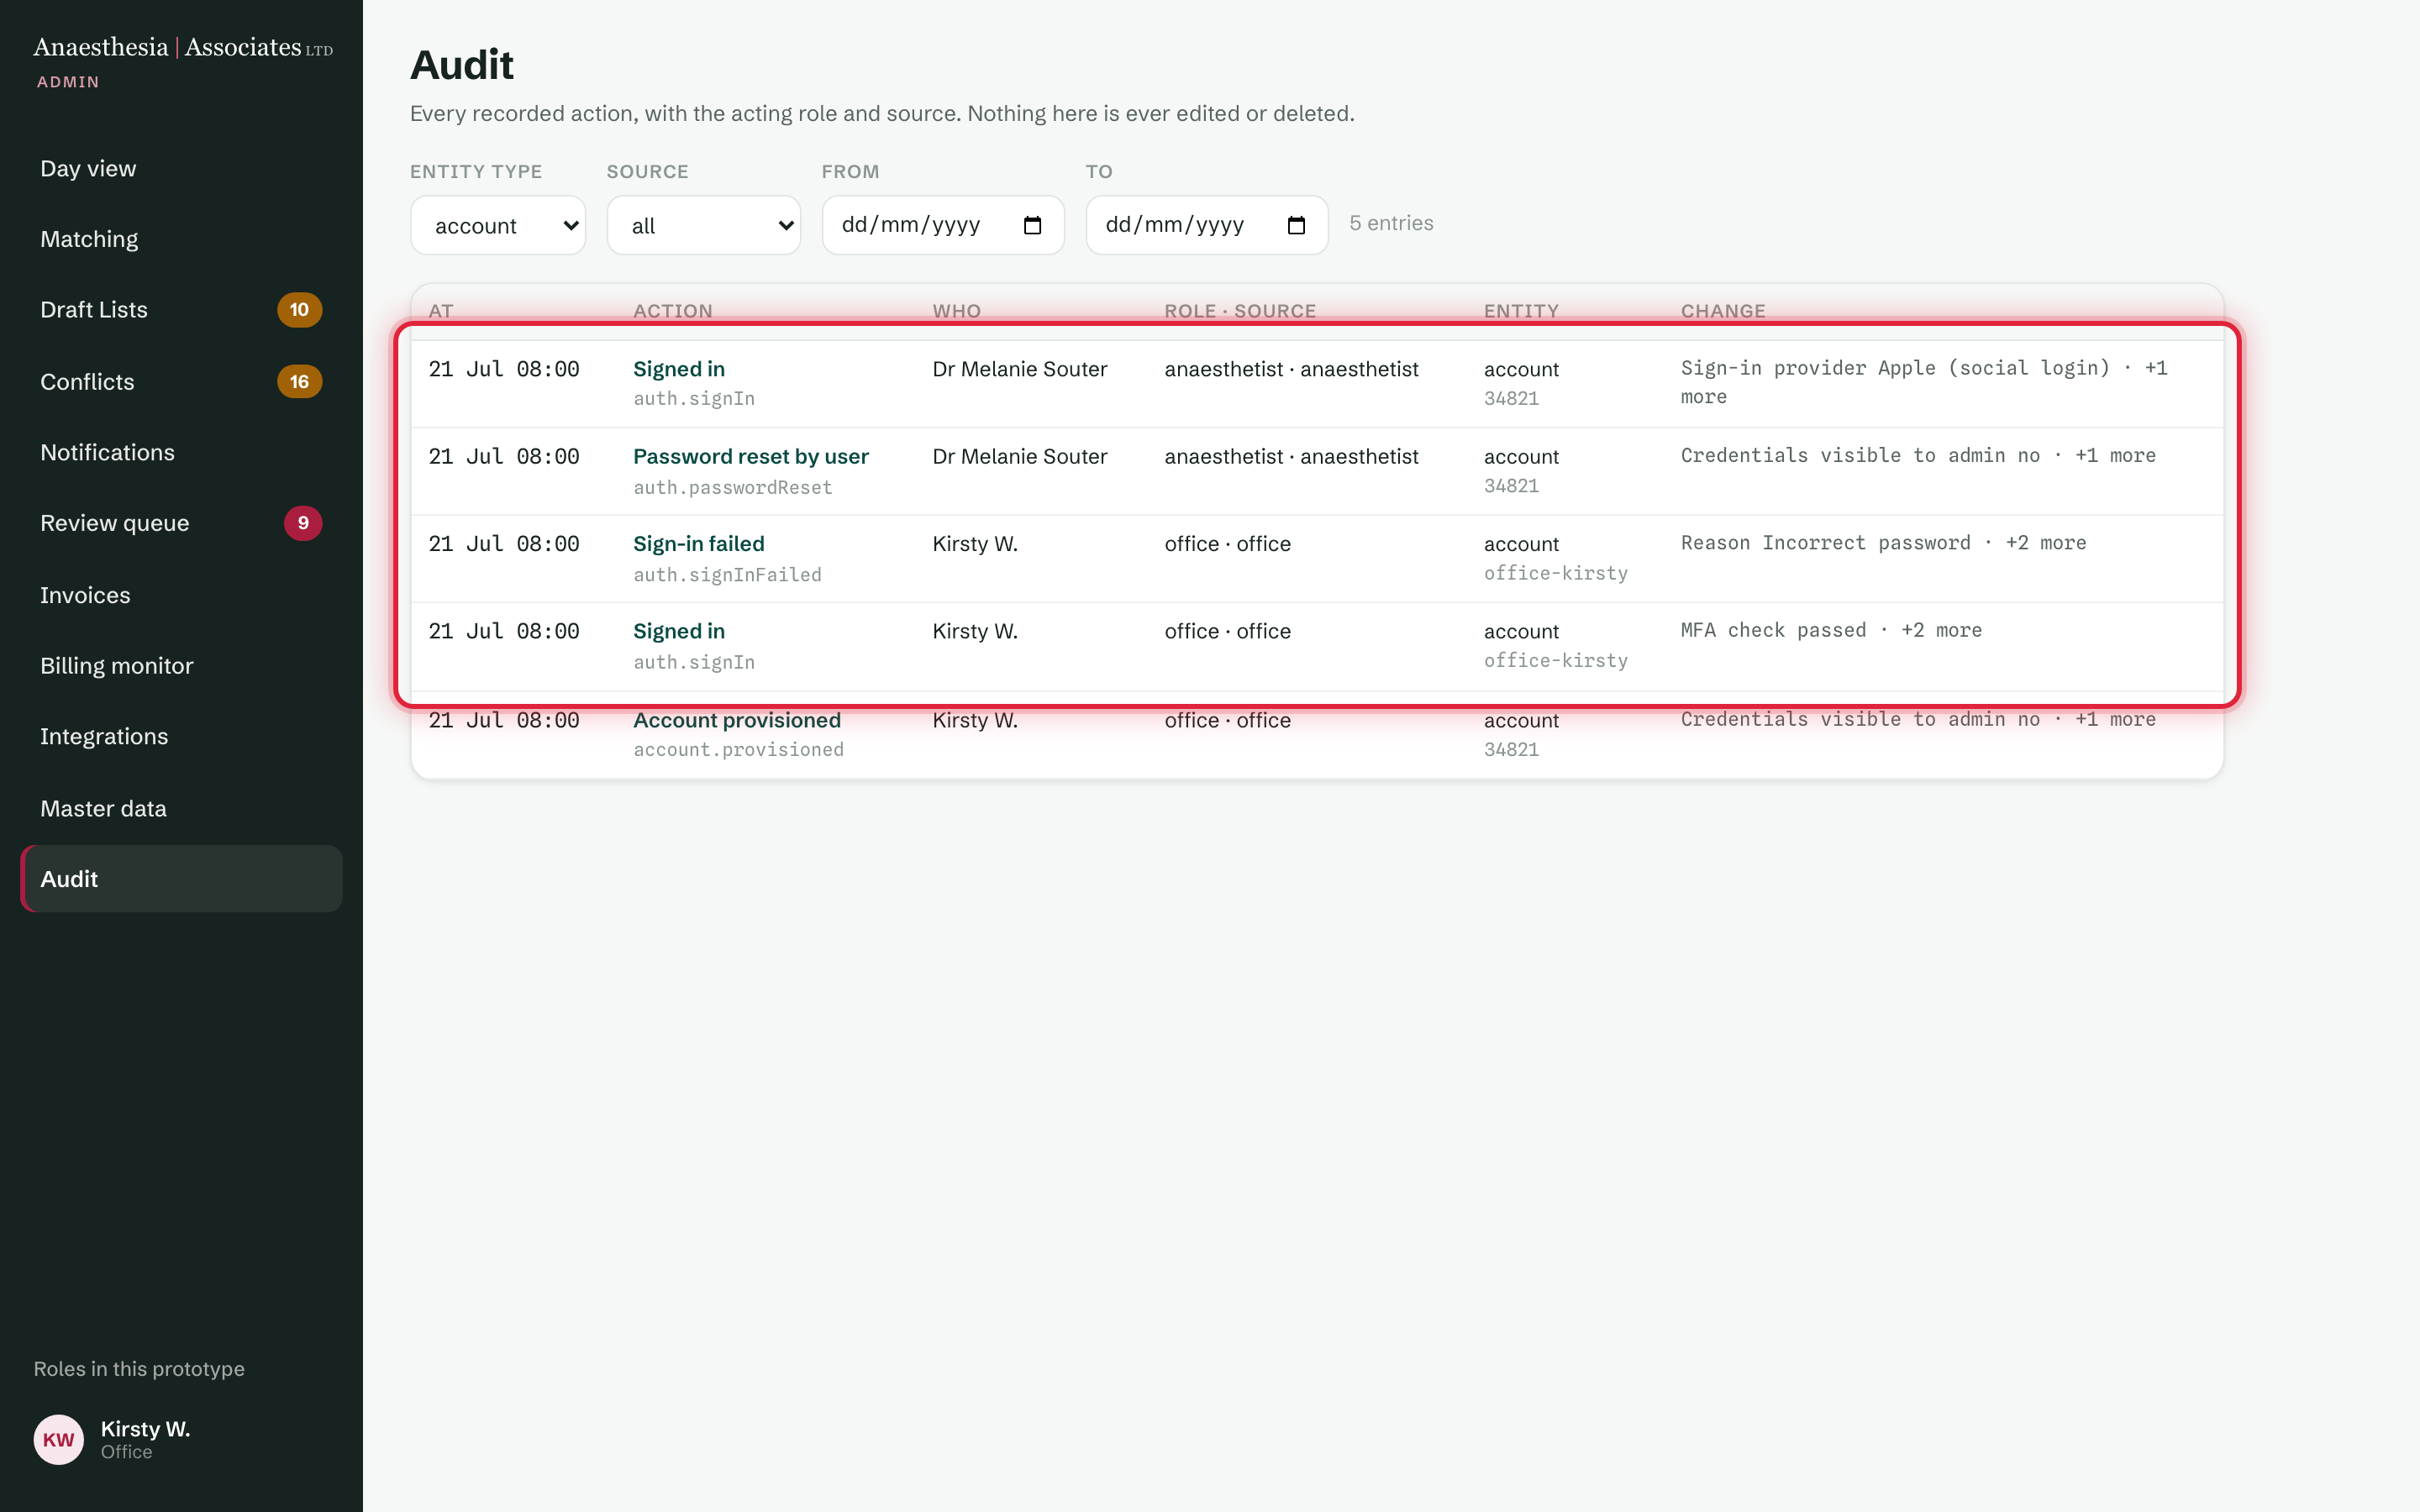 Anaesthesia | Associates LTD
ADMIN
Day view
Matching
Draft Lists 10
Conflicts 16
Notifications
Review queue 9
Invoices
Billing monitor
Integrations
Master data
Audit
Roles in this prototype
KW
Kirsty W.
Office
Audit
Every recorded action, with the acting role and source. Nothing here is ever edited or deleted.
ENTITY TYPE SOURCE FROM TO
account all dd/mm/yyyy dd/mm/yyyy 5 entries
AT ACTION WHO ROLE · SOURCE ENTITY CHANGE
21 Jul 08:00 Signed in Dr Melanie Souter anaesthetist · anaesthetist account Sign-in provider Apple (social login) · +1
auth.signIn 34821 more
21 Jul 08:00 Password reset by user Dr Melanie Souter anaesthetist · anaesthetist account Credentials visible to admin no · +1 more
auth.passwordReset 34821
21 Jul 08:00 Sign-in failed Kirsty W. office · office account Reason Incorrect password · +2 more
auth.signInFailed office-kirsty
21 Jul 08:00 Signed in Kirsty W. office · office account MFA check passed · +2 more
auth.signIn office-kirsty
21 Jul 08:00 Account provisioned Kirsty W. office · office account Credentials visible to admin no · +1 more
account.provisioned 34821